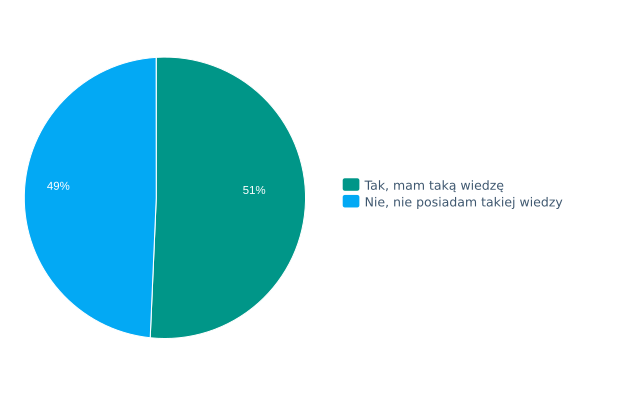 49%
51%
Tak, mam taką wiedzę
Nie, nie posiadam takiej wiedzy